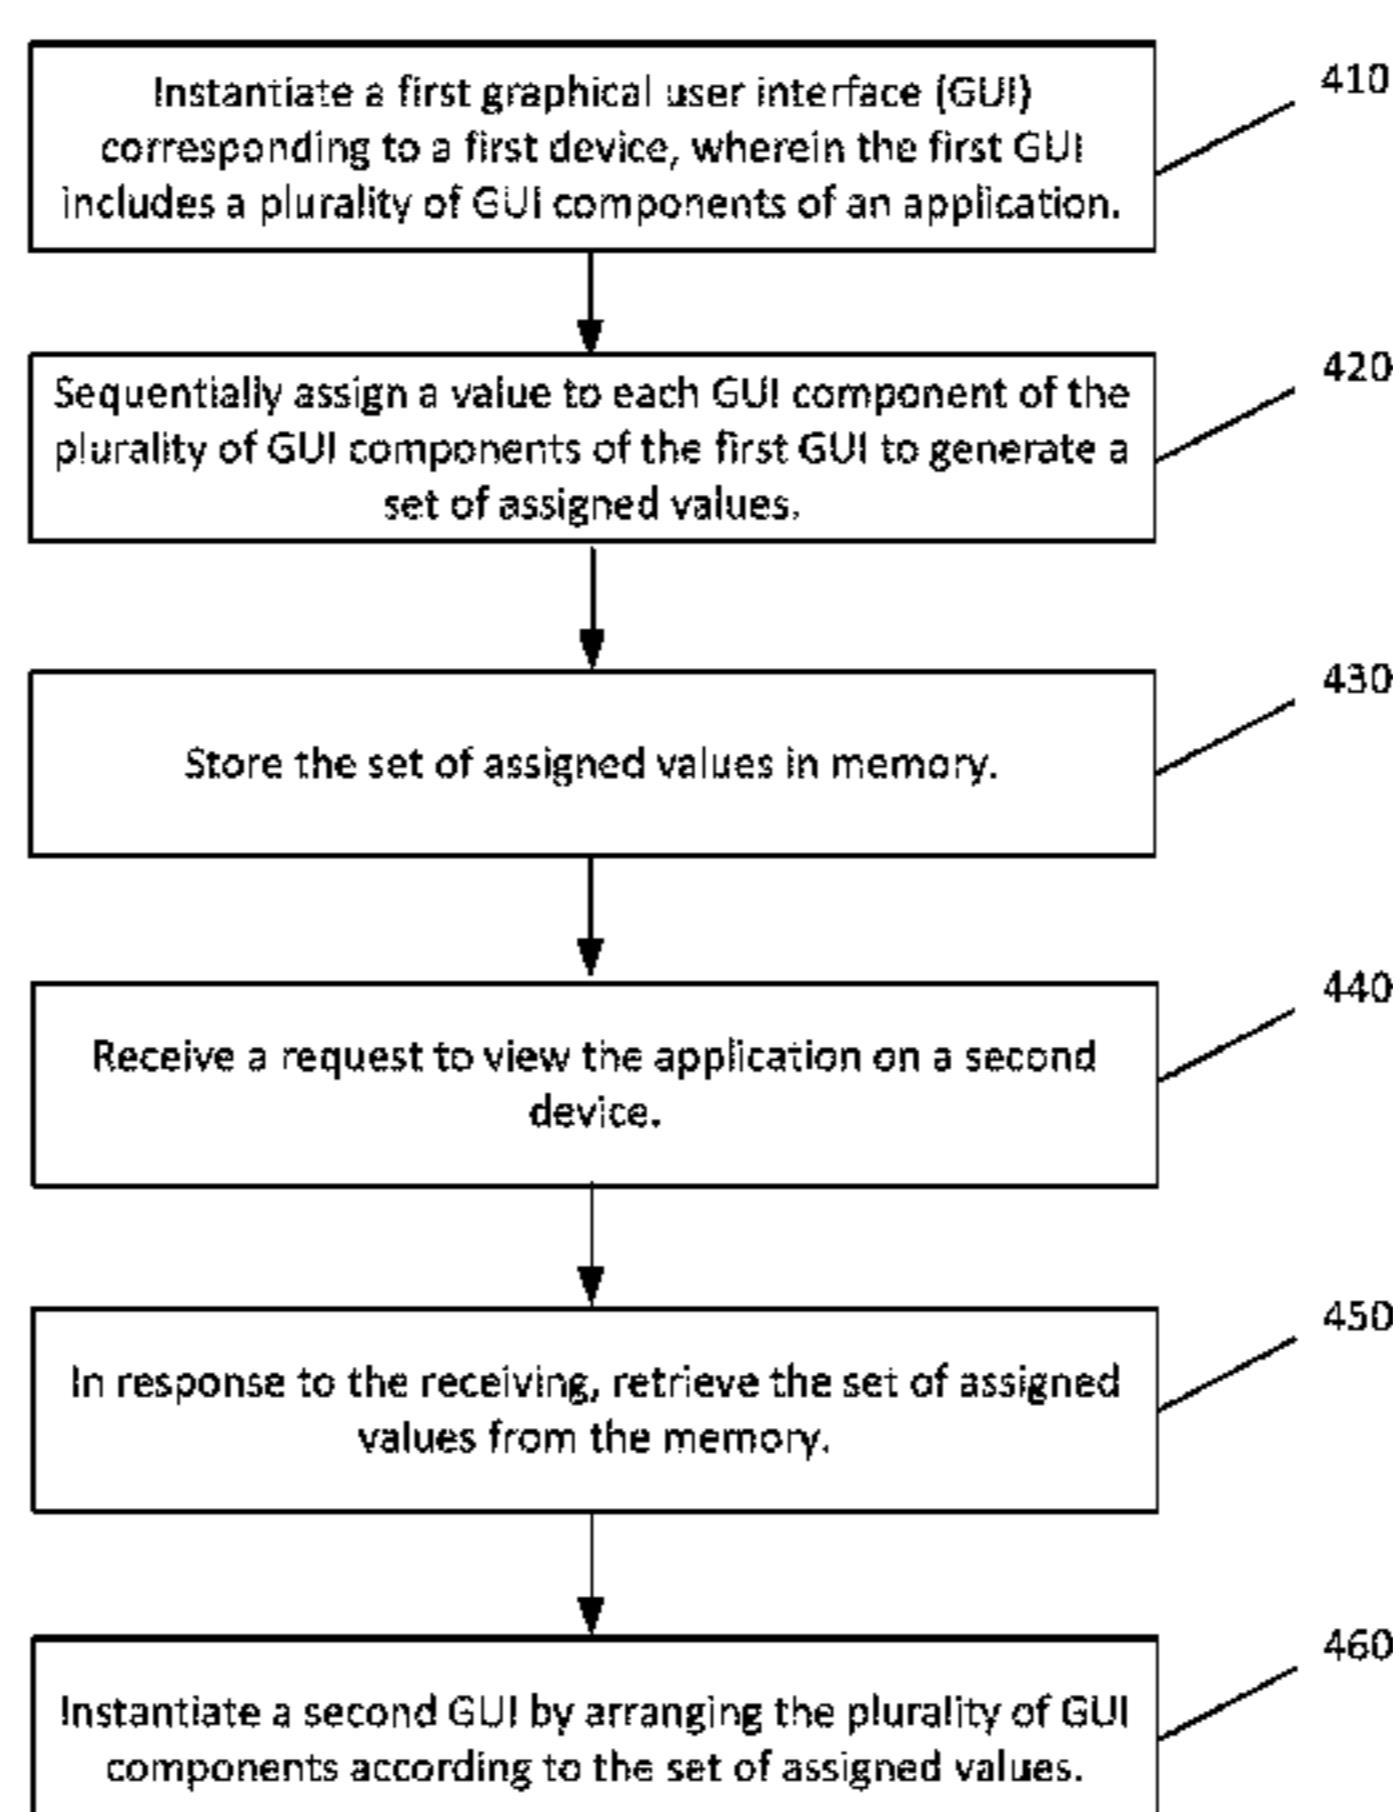 Instantiate a first graphical user interface (GUI)
corresponding to a first device, wherein the first GUI
includes a plurality of GUI components of an application.
410
Sequentially assign a value to each GUI component of the
plurality of GUI components of the first GUI to generate a
set of assigned values.
420
Store the set of assigned values in memory.
430
Receive a request to view the application on a second
device.
440
In response to the receiving, retrieve the set of assigned
values from the memory.
450
Instantiate a second GUI by arranging the plurality of GUI
components according to the set of assigned values.
460